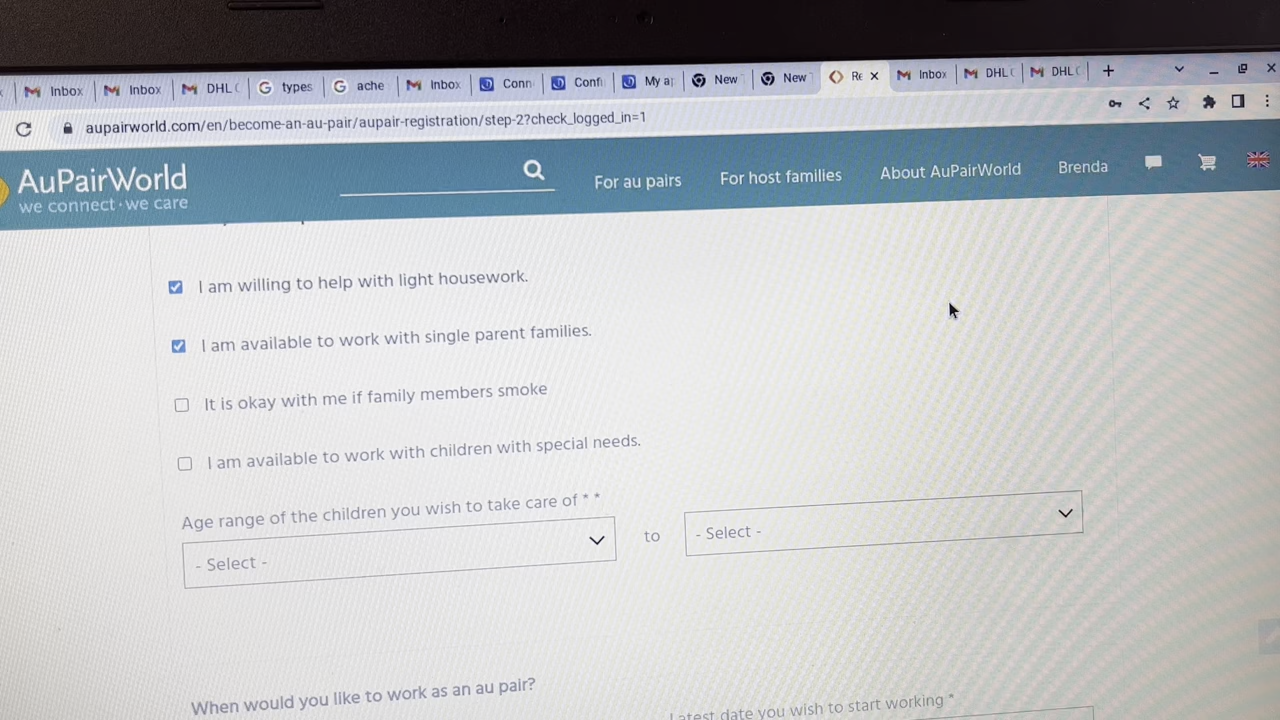 Inbox
Inbox
DHL
types
ache
Inbox
Conn
Confi
My a
New
New
Re
Inbox
DHL
DHL
aupairworld.com/en/become-an-au-pair/aupair-registration/step-2?check_logged_in=1
AuPairWorld
we connect·we care
For au pairs
For host families
About AuPairWorld
Brenda
I am willing to help with light housework.
I am available to work with single parent families.
It is okay with me if family members smoke
I am available to work with children with special needs.
Age range of the children you wish to take care of * *
- Select -
to
- Select -
When would you like to work as an au pair?
Latest date you wish to start working *